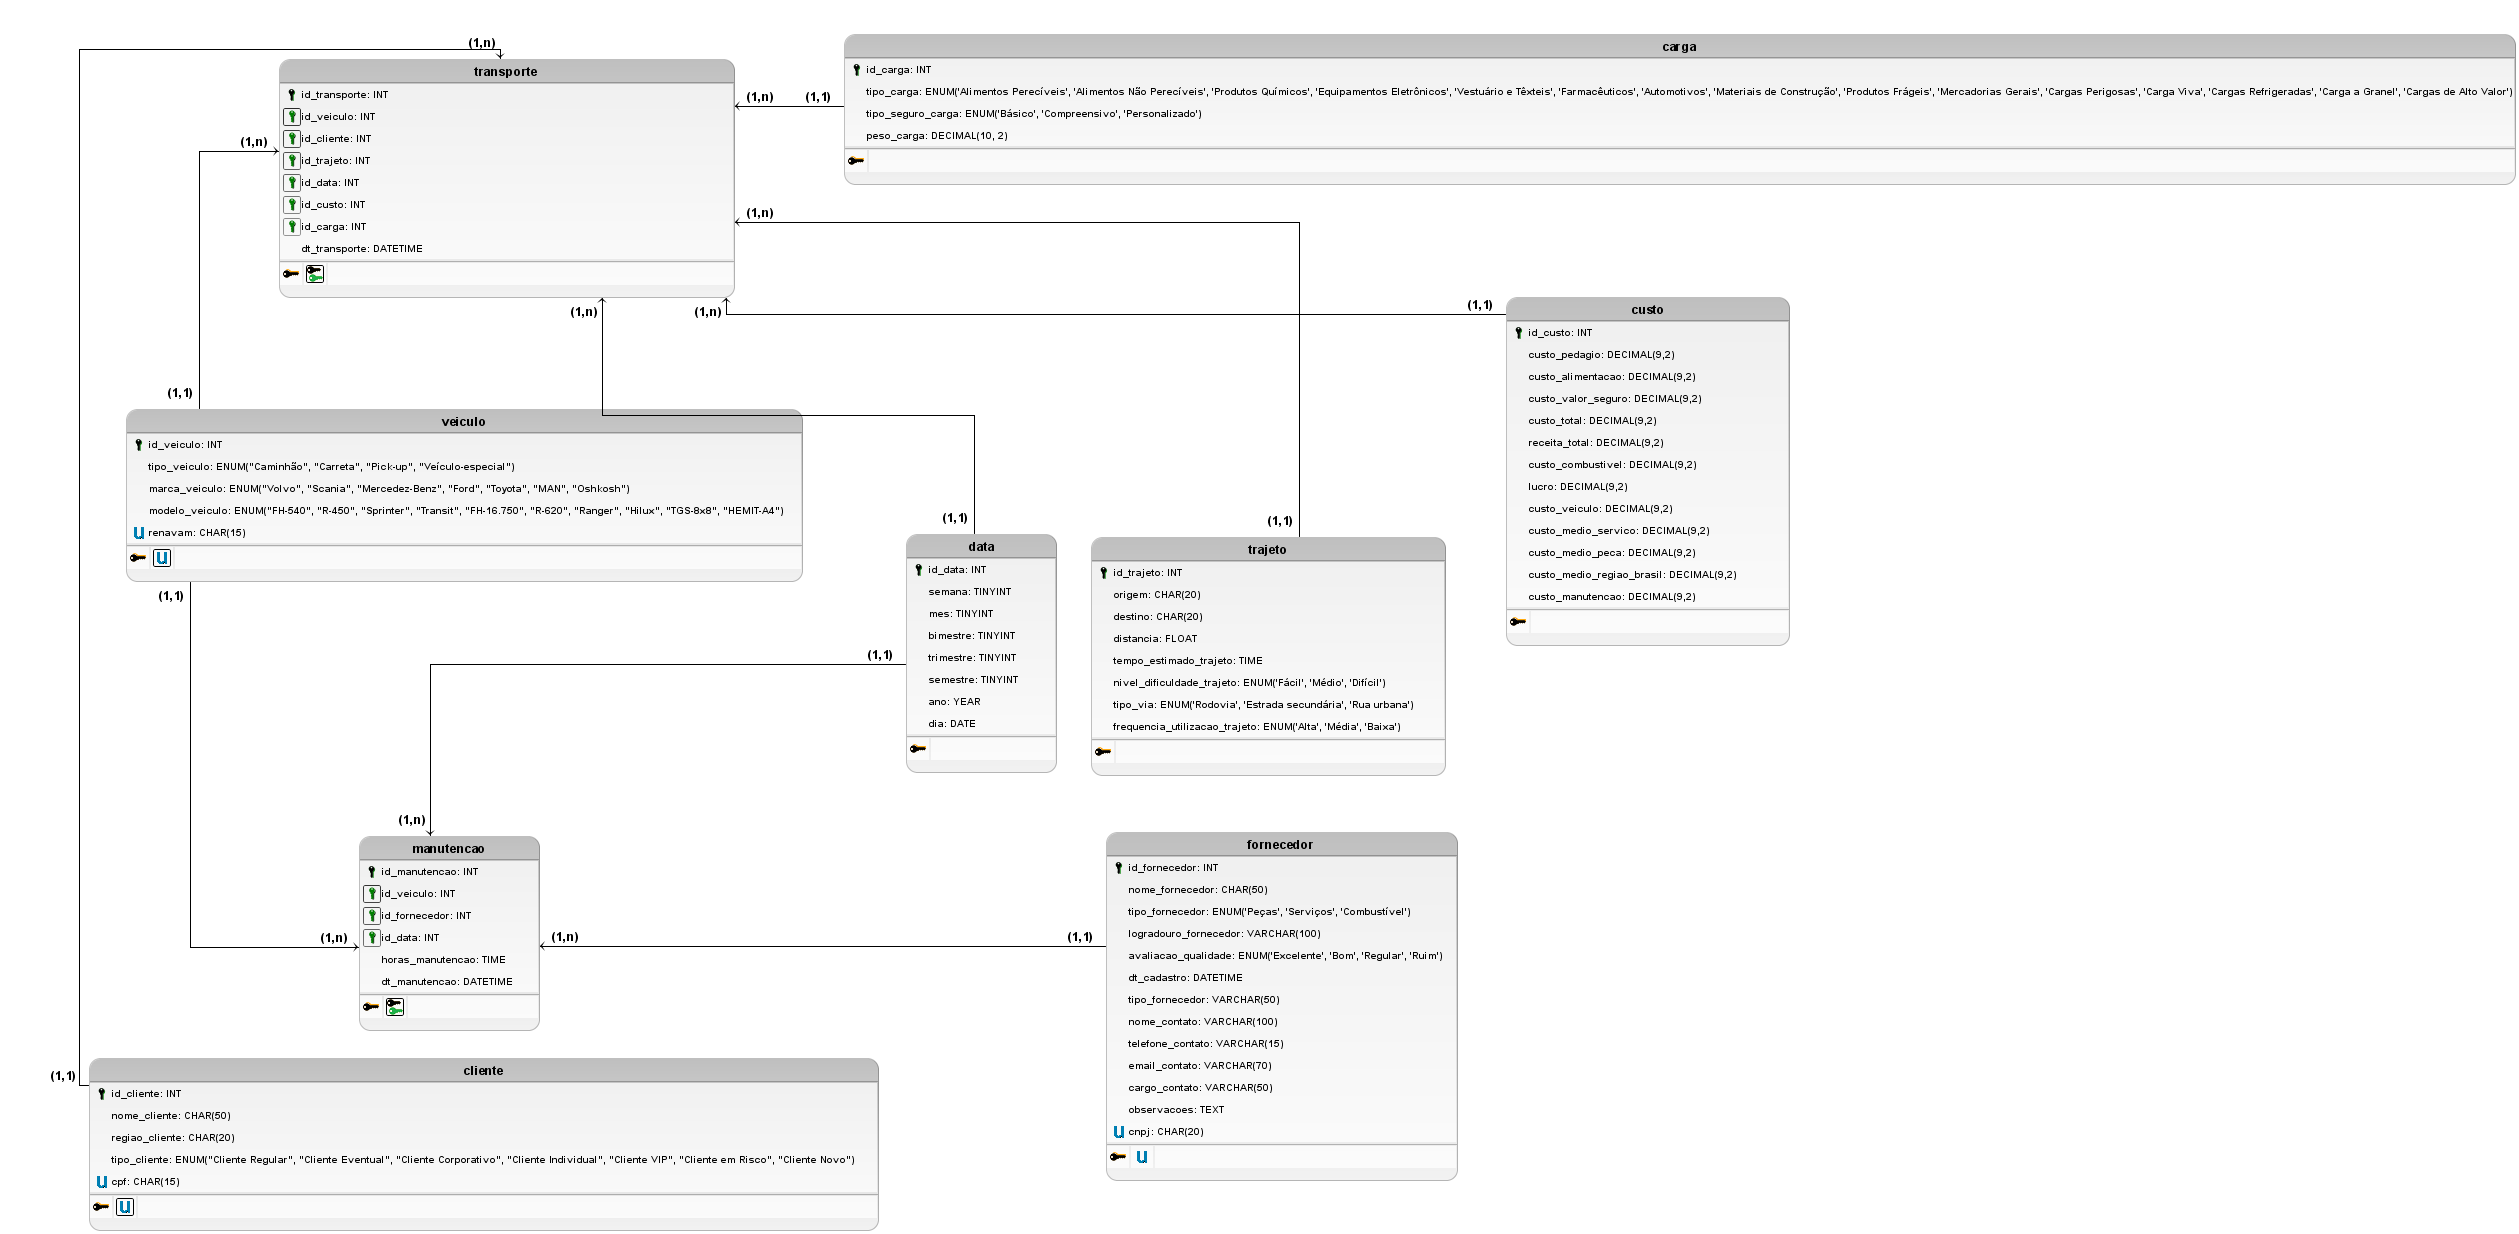 (1,n)
transporte
id_transporte: INT
id_veiculo: INT
id_cliente: INT
id_trajeto: INT
id_data: INT
id_custo: INT
id_carga: INT
dt_transporte: DATETIME
(1,n)
(1,1)
carga
id_carga: INT
tipo_carga: ENUM('Alimentos Perecíveis', 'Alimentos Não Perecíveis', 'Produtos Químicos', 'Equipamentos Eletrônicos', 'Vestuário e Têxteis', 'Farmacêuticos', 'Automotivos', 'Materiais de Construção', 'Produtos Frágeis', 'Mercadorias Gerais', 'Cargas Perigosas', 'Carga Viva', 'Cargas Refrigeradas', 'Carga a Granel', 'Cargas de Alto Valor')
tipo_seguro_carga: ENUM('Básico', 'Compreensivo', 'Personalizado')
peso_carga: DECIMAL(10, 2)
(1,n)
(1,n)
(1,n)
(1,n)
(1,1)
custo
id_custo: INT
custo_pedagio: DECIMAL(9,2)
custo_alimentacao: DECIMAL(9,2)
custo_valor_seguro: DECIMAL(9,2)
custo_total: DECIMAL(9,2)
receita_total: DECIMAL(9,2)
custo_combustivel: DECIMAL(9,2)
lucro: DECIMAL(9,2)
custo_veiculo: DECIMAL(9,2)
custo_medio_servico: DECIMAL(9,2)
custo_medio_peca: DECIMAL(9,2)
custo_medio_regiao_brasil: DECIMAL(9,2)
custo_manutencao: DECIMAL(9,2)
(1,1)
veiculo
id_veiculo: INT
tipo_veiculo: ENUM("Caminhão", "Carreta", "Pick-up", "Veículo-especial")
marca_veiculo: ENUM("Volvo", "Scania", "Mercedez-Benz", "Ford", "Toyota", "MAN", "Oshkosh")
modelo_veiculo: ENUM("FH-540", "R-450", "Sprinter", "Transit", "FH-16.750", "R-620", "Ranger", "Hilux", "TGS-8x8", "HEMIT-A4")
U renavam: CHAR(15)
U
(1,1)
(1,1)
data
id_data: INT
semana: TINYINT
mes: TINYINT
bimestre: TINYINT
trimestre: TINYINT
semestre: TINYINT
ano: YEAR
dia: DATE
(1,1)
(1,1)
trajeto
id_trajeto: INT
origem: CHAR(20)
destino: CHAR(20)
distancia: FLOAT
tempo_estimado_trajeto: TIME
nivel_dificuldade_trajeto: ENUM('Fácil', 'Médio', 'Difícil')
tipo_via: ENUM('Rodovia', 'Estrada secundária', 'Rua urbana')
frequencia_utilizacao_trajeto: ENUM('Alta', 'Média', 'Baixa')
(1,n)
manutencao
id_manutencao: INT
id_veiculo: INT
id_fornecedor: INT
id_data: INT
horas_manutencao: TIME
dt_manutencao: DATETIME
(1,n)
(1,n)
(1,1)
fornecedor
id_fornecedor: INT
nome_fornecedor: CHAR(50)
tipo_fornecedor: ENUM('Peças', 'Serviços', 'Combustível')
logradouro_fornecedor: VARCHAR(100)
avaliacao_qualidade: ENUM('Excelente', 'Bom', 'Regular', 'Ruim')
dt_cadastro: DATETIME
tipo_fornecedor: VARCHAR(50)
nome_contato: VARCHAR(100)
telefone_contato: VARCHAR(15)
email_contato: VARCHAR(70)
cargo_contato: VARCHAR(50)
observacoes: TEXT
U cnpj: CHAR(20)
U
(1,1)
cliente
id_cliente: INT
nome_cliente: CHAR(50)
regiao_cliente: CHAR(20)
tipo_cliente: ENUM("Cliente Regular", "Cliente Eventual", "Cliente Corporativo", "Cliente Individual", "Cliente VIP", "Cliente em Risco", "Cliente Novo")
U cpf: CHAR(15)
U